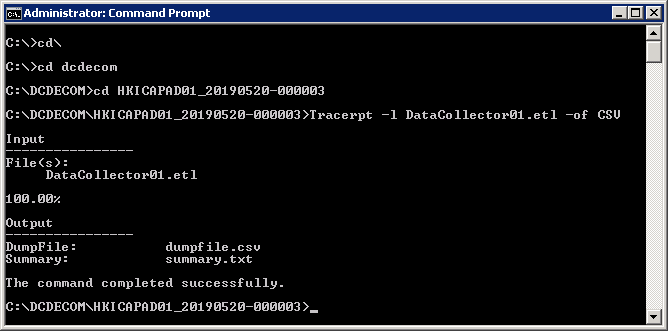 Administrator: Command Prompt
C:\>cd\
C:\>cd dcdecom
C:\DCDECOM>cd HKICAPAD01_20190520-000003
C:\DCDECOM\HKICAPAD01_20190520-000003>Tracerpt -l DataCollector01.etl -of CSV
Input
----------------
File(s):
     DataCollector01.etl
100.00%
Output
----------------
DumpFile:           dumpfile.csv
Summary:            summary.txt
The command completed successfully.
C:\DCDECOM\HKICAPAD01_20190520-000003>_